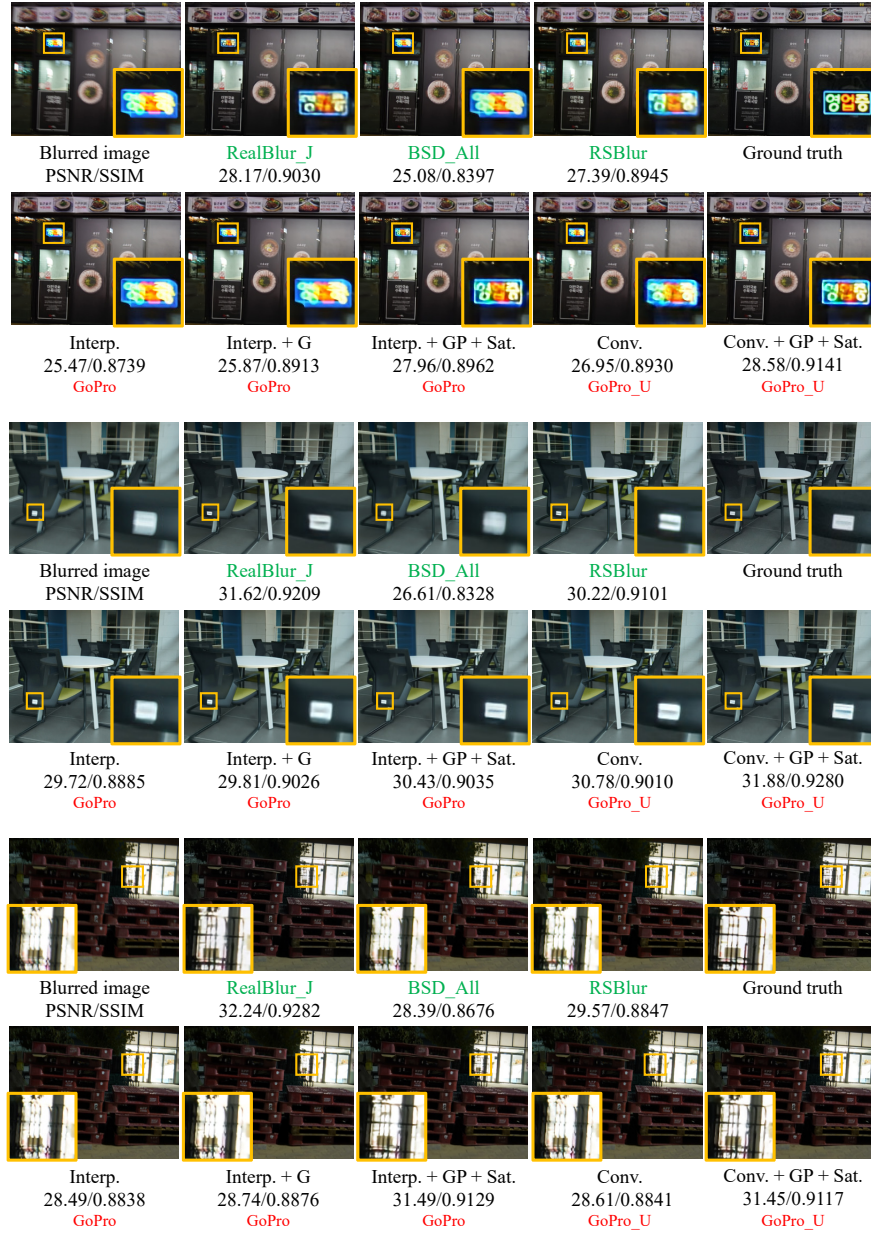 영업중
Blurred image RealBlur_J BSD_All RSBlur Ground truth
PSNR/SSIM 28.17/0.9030 25.08/0.8397 27.39/0.8945
영업중
Interp. Interp. + G Interp. + GP + Sat. Conv. Conv. + GP + Sat.
25.47/0.8739 25.87/0.8913 27.96/0.8962 26.95/0.8930 28.58/0.9141
GoPro GoPro GoPro GoPro_U GoPro_U
Blurred image RealBlur_J BSD_All RSBlur Ground truth
PSNR/SSIM 31.62/0.9209 26.61/0.8328 30.22/0.9101
Interp. Interp. + G Interp. + GP + Sat. Conv. Conv. + GP + Sat.
29.72/0.8885 29.81/0.9026 30.43/0.9035 30.78/0.9010 31.88/0.9280
GoPro GoPro GoPro GoPro_U GoPro_U
Blurred image RealBlur_J BSD_All RSBlur Ground truth
PSNR/SSIM 32.24/0.9282 28.39/0.8676 29.57/0.8847
Interp. Interp. + G Interp. + GP + Sat. Conv. Conv. + GP + Sat.
28.49/0.8838 28.74/0.8876 31.49/0.9129 28.61/0.8841 31.45/0.9117
GoPro GoPro GoPro GoPro_U GoPro_U